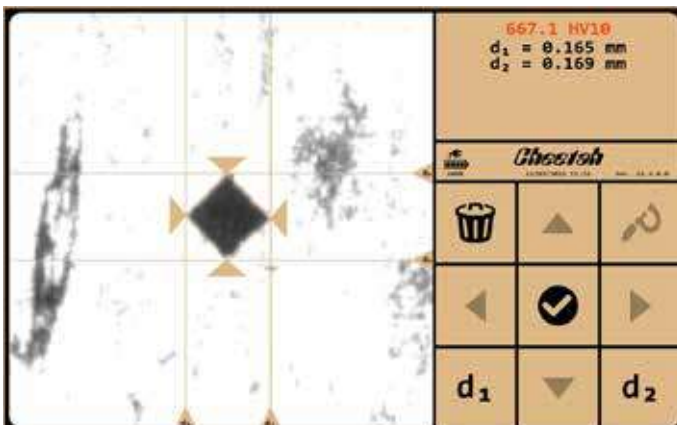 667.1 HV10
d₁ = 0.165 mm
d₂ = 0.169 mm
Cheetah
d₁
d₂